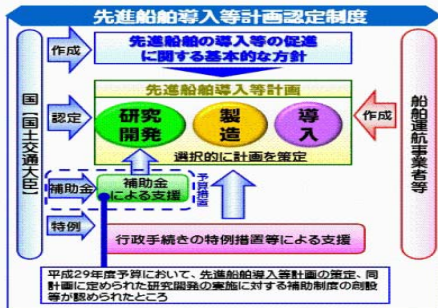 先進船舶導入等計画認定制度
作成
先進船舶の導入等の促進
に関する基本的な方針
国【国土交通大臣】
認定
先進船舶導入等計画
研究
開発
製
造
導
入
選択的に計画を策定
作成
船舶運航事業者等
補助金
補助金
による支援
予算措置
特例
行政手続きの特例措置等による支援
平成29年度予算において、先進船舶導入等計画の策定、同
計画に定められた研究開発の実施に対する補助制度の創設
等が認められたところ